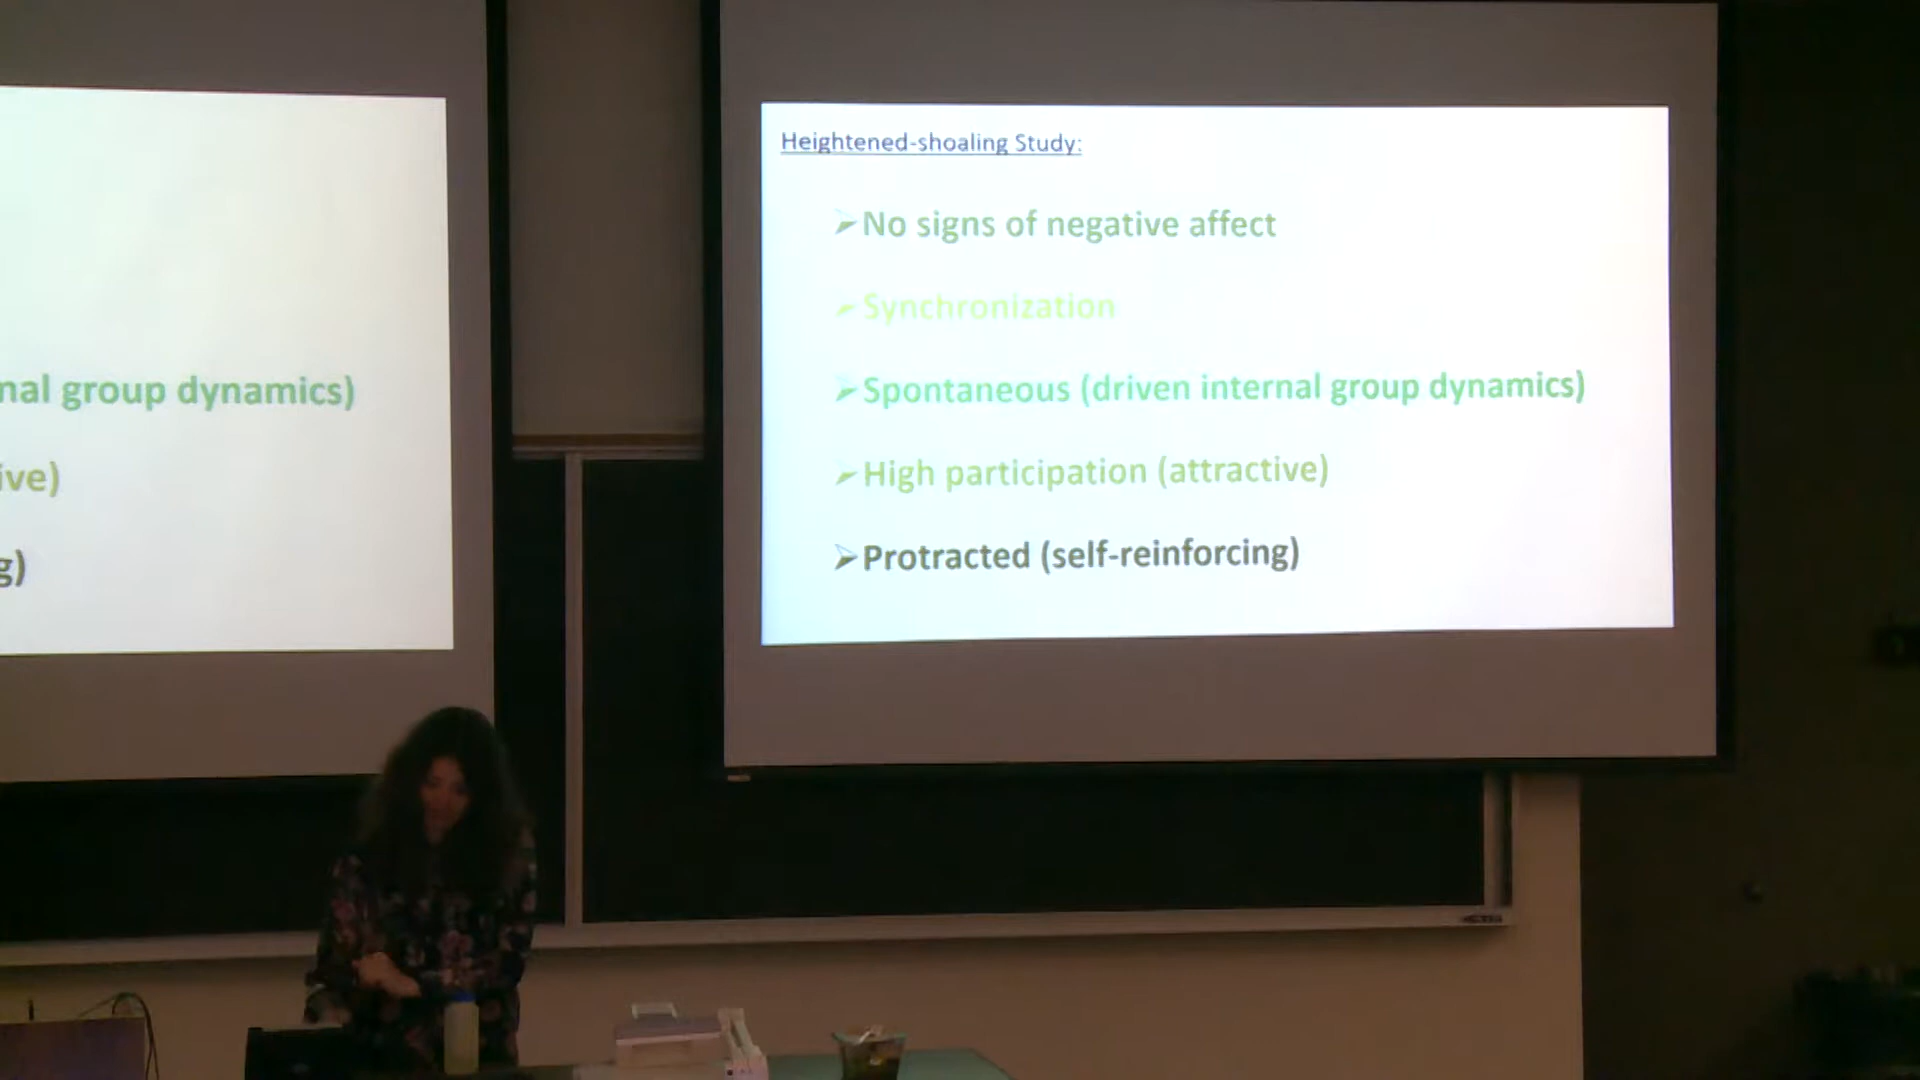 nal group dynamics)
ive)
g)
Heightened-shoaling Study:
➢No signs of negative affect
➢Synchronization
➢Spontaneous (driven internal group dynamics)
➢High participation (attractive)
➢Protracted (self-reinforcing)